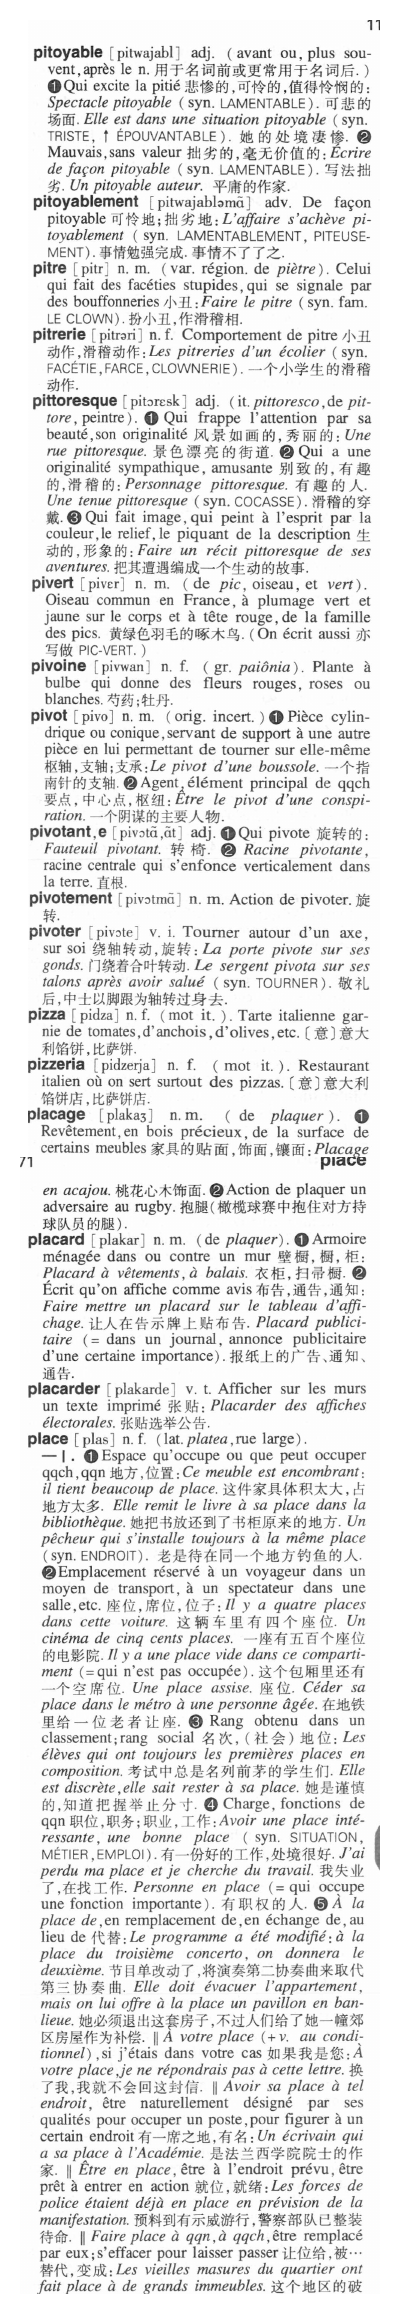 11
pitoyable [pitwajabl] adj. (avant ou, plus sou-
vent, après le n. 用于名词前或更常用于名词后.)
❶Qui excite la pitié 悲惨的,可怜的,值得怜悯的:
Spectacle pitoyable (syn. LAMENTABLE). 可悲的
场面. Elle est dans une situation pitoyable (syn.
TRISTE, ↑ ÉPOUVANTABLE). 她的处境凄惨. ❷
Mauvais, sans valeur 拙劣的,毫无价值的: Écrire
de façon pitoyable (syn. LAMENTABLE). 写法拙
劣. Un pitoyable auteur. 平庸的作家.
pitoyablement [pitwajabləmã] adv. De façon
pitoyable 可怜地;拙劣地: L'affaire s'achève pi-
toyablement (syn. LAMENTABLEMENT, PITEUSE-
MENT). 事情勉强完成. 事情不了了之.
pitre [pitr] n. m. (var. région. de piètre). Celui
qui fait des facéties stupides, qui se signale par
des bouffonneries 小丑: Faire le pitre (syn. fam.
LE CLOWN). 扮小丑,作滑稽相.
pitrerie [pitrəri] n. f. Comportement de pitre 小丑
动作,滑稽动作: Les pitreries d'un écolier (syn.
FACÉTIE, FARCE, CLOWNERIE). 一个小学生的滑稽
动作.
pittoresque [pitɔrɛsk] adj. (it. pittoresco, de pit-
tore, peintre). ❶ Qui frappe l'attention par sa
beauté, son originalité 风景如画的,秀丽的: Une
rue pittoresque. 景色漂亮的街道. ❷ Qui a une
originalité sympathique, amusante 别致的,有趣
的,滑稽的: Personnage pittoresque. 有趣的人.
Une tenue pittoresque (syn. COCASSE). 滑稽的穿
戴. ❸ Qui fait image, qui peint à l'esprit par la
couleur, le relief, le piquant de la description 生
动的,形象的: Faire un récit pittoresque de ses
aventures. 把其遭遇编成一个生动的故事.
pivert [pivɛr] n. m. (de pic, oiseau, et vert).
Oiseau commun en France, à plumage vert et
jaune sur le corps et à tête rouge, de la famille
des pics. 黄绿色羽毛的啄木鸟. (On écrit aussi 亦
写做 PIC-VERT.)
pivoine [pivwan] n. f. (gr. paiônia). Plante à
bulbe qui donne des fleurs rouges, roses ou
blanches. 芍药;牡丹.
pivot [pivo] n. m. (orig. incert.) ❶ Pièce cylin-
drique ou conique, servant de support à une autre
pièce en lui permettant de tourner sur elle-même
枢轴,支轴;支承: Le pivot d'une boussole. 一个指
南针的支轴. ❷ Agent, élément principal de qqch
要点,中心点,枢纽: Être le pivot d'une conspi-
ration. 一个阴谋的主要人物.
pivotant, e [pivɔtã, ãt] adj. ❶ Qui pivote 旋转的:
Fauteuil pivotant. 转椅. ❷ Racine pivotante,
racine centrale qui s'enfonce verticalement dans
la terre. 直根.
pivotement [pivɔtmã] n. m. Action de pivoter. 旋
转.
pivoter [pivɔte] v. i. Tourner autour d'un axe,
sur soi 绕轴转动,旋转: La porte pivote sur ses
gonds. 门绕着合叶转动. Le sergent pivota sur ses
talons après avoir salué (syn. TOURNER). 敬礼
后,中士以脚跟为轴转过身去.
pizza [pidza] n. f. (mot it.). Tarte italienne gar-
nie de tomates, d'anchois, d'olives, etc. 〔意〕意大
利馅饼,比萨饼.
pizzeria [pidzerja] n. f. (mot it.). Restaurant
italien où on sert surtout des pizzas. 〔意〕意大利
馅饼店,比萨饼店.
placage [plakaʒ] n.m. (de plaquer). ❶
Revêtement, en bois précieux, de la surface de
certains meubles 家具的贴面,饰面,镶面: Placage
71 place
en acajou. 桃花心木饰面. ❷ Action de plaquer un
adversaire au rugby. 抱腿(橄榄球赛中抱住对方持
球队员的腿).
placard [plakar] n. m. (de plaquer). ❶ Armoire
ménagée dans ou contre un mur 壁橱,橱,柜:
Placard à vêtements, à balais. 衣柜,扫帚橱. ❷
Écrit qu'on affiche comme avis 布告,通告,通知:
Faire mettre un placard sur le tableau d'affi-
chage. 让人在告示牌上贴布告. Placard publici-
taire (= dans un journal, annonce publicitaire
d'une certaine importance). 报纸上的广告、通知、
通告.
placarder [plakarde] v. t. Afficher sur les murs
un texte imprimé 张贴: Placarder des affiches
électorales. 张贴选举公告.
place [plas] n. f. (lat. platea, rue large).
— I. ❶ Espace qu'occupe ou que peut occuper
qqch, qqn 地方,位置: Ce meuble est encombrant:
il tient beaucoup de place. 这件家具体积太大,占
地方太多. Elle remit le livre à sa place dans la
bibliothèque. 她把书放还到了书柜原来的地方. Un
pêcheur qui s'installe toujours à la même place
(syn. ENDROIT). 老是待在同一个地方钓鱼的人.
❷ Emplacement réservé à un voyageur dans un
moyen de transport, à un spectateur dans une
salle, etc. 座位,席位,位子: Il y a quatre places
dans cette voiture. 这辆车里有四个座位. Un
cinéma de cinq cents places. 一座有五百个座位
的电影院. Il y a une place vide dans ce comparti-
ment (= qui n'est pas occupée). 这个包厢里还有
一个空席位. Une place assise. 座位. Céder sa
place dans le métro à une personne âgée. 在地铁
里给一位老者让座. ❸ Rang obtenu dans un
classement; rang social 名次,(社会)地位: Les
élèves qui ont toujours les premières places en
composition. 考试中总是名列前茅的学生们. Elle
est discrète, elle sait rester à sa place. 她是谨慎
的,知道把握举止分寸. ❹ Charge, fonctions de
qqn 职位,职务;职业,工作: Avoir une place inté-
ressante, une bonne place (syn. SITUATION,
MÉTIER, EMPLOI). 有一份好的工作,处境很好. J'ai
perdu ma place et je cherche du travail. 我失业
了,在找工作. Personne en place (= qui occupe
une fonction importante). 有职权的人. ❺ À la
place de, en remplacement de, en échange de, au
lieu de 代替: Le programme a été modifié: à la
place du troisième concerto, on donnera le
deuxième. 节目单改动了,将演奏第二协奏曲来取代
第三协奏曲. Elle doit évacuer l'appartement,
mais on lui offre à la place un pavillon en ban-
lieue. 她必须退出这套房子,不过人们给了她一幢郊
区房屋作为补偿. ‖ À votre place (+ v. au condi-
tionnel), si j'étais dans votre cas 如果我是您: À
votre place, je ne répondrais pas à cette lettre. 换
了我,我就不会回这封信. ‖ Avoir sa place à tel
endroit, être naturellement désigné par ses
qualités pour occuper un poste, pour figurer à un
certain endroit 有一席之地,有名: Un écrivain qui
a sa place à l'Académie. 是法兰西学院院士的作
家. ‖ Être en place, être à l'endroit prévu, être
prêt à entrer en action 就位,就绪: Les forces de
police étaient déjà en place en prévision de la
manifestation. 预料到有示威游行,警察部队已整装
待命. ‖ Faire place à qqn, à qqch, être remplacé
par eux; s'effacer pour laisser passer 让位给,被…
替代,变成: Les vieilles masures du quartier ont
fait place à de grands immeubles. 这个地区的破